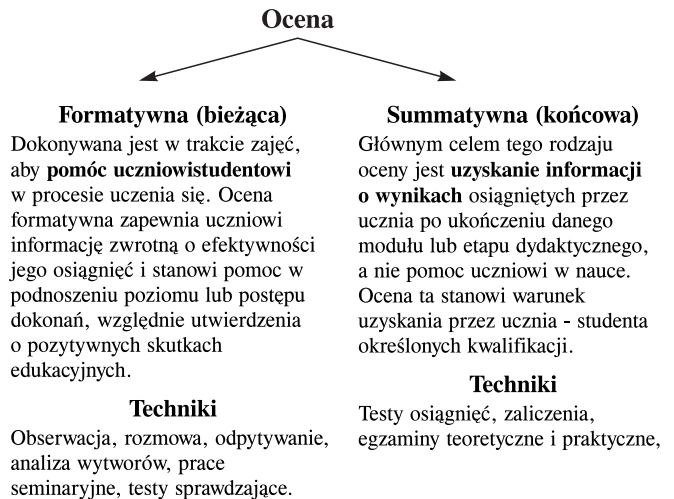 Ocena
Formatywna (bieżąca)
Dokonywana jest w trakcie zajęć,
aby pomóc uczniowistudentowi
w procesie uczenia się. Ocena
formatywna zapewnia uczniowi
informację zwrotną o efektywności
jego osiągnięć i stanowi pomoc w
podnoszeniu poziomu lub postępu
dokonań, względnie utwierdzenia
o pozytywnych skutkach
edukacyjnych.
Techniki
Obserwacja, rozmowa, odpytywanie,
analiza wytworów, prace
seminaryjne, testy sprawdzające.
Summatywna (końcowa)
Głównym celem tego rodzaju
oceny jest uzyskanie informacji
o wynikach osiągniętych przez
ucznia po ukończeniu danego
modułu lub etapu dydaktycznego,
a nie pomoc uczniowi w nauce.
Ocena ta stanowi warunek
uzyskania przez ucznia - studenta
określonych kwalifikacji.
Techniki
Testy osiągnięć, zaliczenia,
egzaminy teoretyczne i praktyczne,